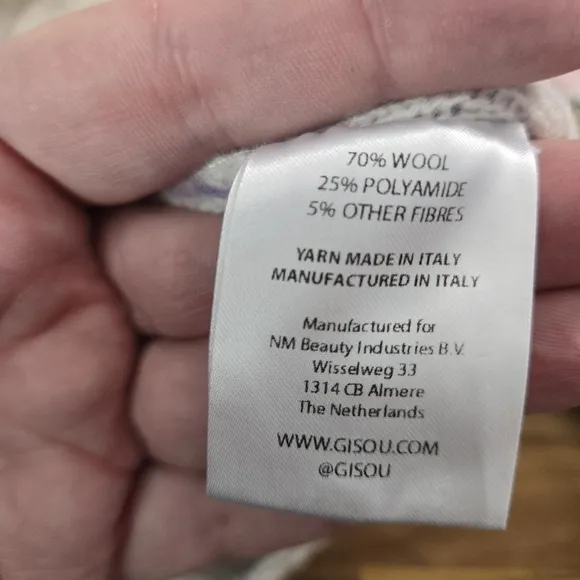 70% WOOL
25% POLYAMIDE
5% OTHER FIBRES
YARN MADE IN ITALY
MANUFACTURED IN ITALY
Manufactured for
NM Beauty Industries B.V.
Wisselweg 33
1314 CB Almere
The Netherlands
WWW.GISOU.COM
@GISOU